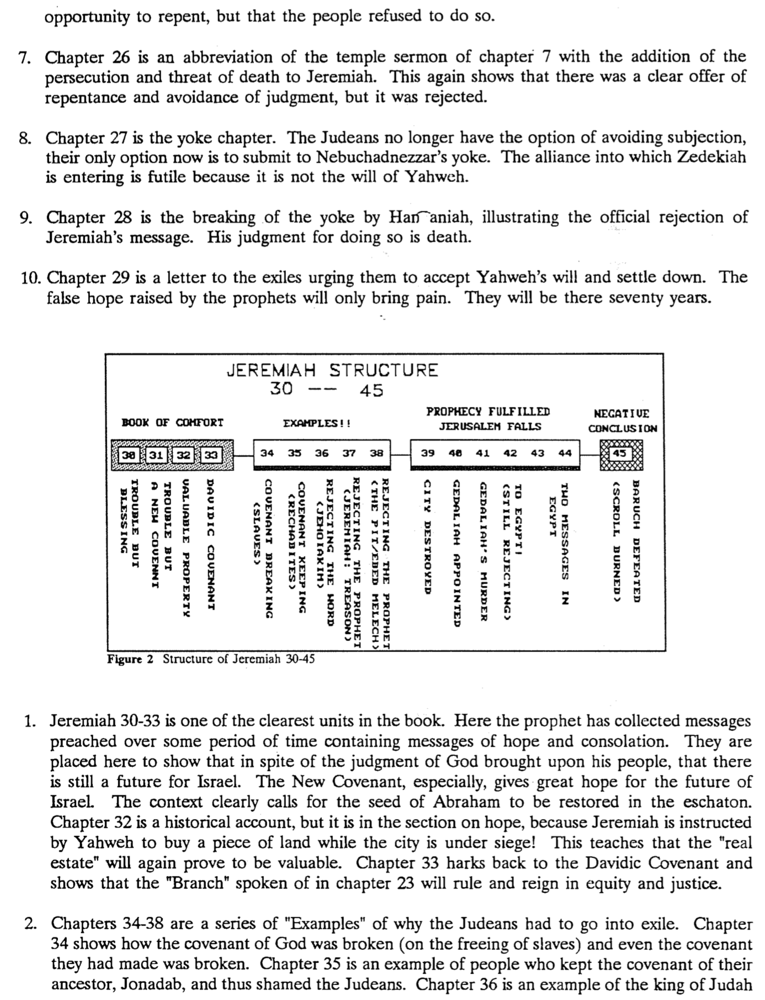 opportunity to repent, but that the people refused to do so.
7. Chapter 26 is an abbreviation of the temple sermon of chapter 7 with the addition of the
persecution and threat of death to Jeremiah. This again shows that there was a clear offer of
repentance and avoidance of judgment, but it was rejected.
8. Chapter 27 is the yoke chapter. The Judeans no longer have the option of avoiding subjection,
their only option now is to submit to Nebuchadnezzar's yoke. The alliance into which Zedekiah
is entering is futile because it is not the will of Yahweh.
9. Chapter 28 is the breaking of the yoke by Hananiah, illustrating the official rejection of
Jeremiah's message. His judgment for doing so is death.
10. Chapter 29 is a letter to the exiles urging them to accept Yahweh's will and settle down. The
false hope raised by the prophets will only bring pain. They will be there seventy years.
JEREMIAH STRUCTURE
30 -- 45
BOOK OF COMFORT
EXAMPLES!!
PROPHECY FULFILLED
JERUSALEM FALLS
NEGATIVE
CONCLUSION
30 31 32 33 34 35 36 37 38 39 40 41 42 43 44 45
TROUBLE BUT
BLESSING
TROUBLE BUT
A NEW COVENNT
VALUABLE PROPERTY
DAVIDIC COVENANT
COVENANT BREAKING
(SLAVES)
COVENANT KEEPING
(RECHABITES)
REJECTING THE WORD
(JEHOIAKIM)
REJECTING THE PROPHET
(JEREMIAH: TREASON)
REJECTING THE PROPHET
(THE PIT/EBED MELECH)
CITY DESTROYED
GEDALIAH APPOINTED
GEDALIAH'S MURDER
TO EGYPT!
(STILL REJECTING)
TWO MESSAGES IN
EGYPT
BARUCH DEFEATED
(SCROLL BURNED)
Figure 2 Structure of Jeremiah 30-45
1. Jeremiah 30-33 is one of the clearest units in the book. Here the prophet has collected messages
preached over some period of time containing messages of hope and consolation. They are
placed here to show that in spite of the judgment of God brought upon his people, that there
is still a future for Israel. The New Covenant, especially, gives great hope for the future of
Israel. The context clearly calls for the seed of Abraham to be restored in the eschaton.
Chapter 32 is a historical account, but it is in the section on hope, because Jeremiah is instructed
by Yahweh to buy a piece of land while the city is under siege! This teaches that the "real
estate" will again prove to be valuable. Chapter 33 harks back to the Davidic Covenant and
shows that the "Branch" spoken of in chapter 23 will rule and reign in equity and justice.
2. Chapters 34-38 are a series of "Examples" of why the Judeans had to go into exile. Chapter
34 shows how the covenant of God was broken (on the freeing of slaves) and even the covenant
they had made was broken. Chapter 35 is an example of people who kept the covenant of their
ancestor, Jonadab, and thus shamed the Judeans. Chapter 36 is an example of the king of Judah